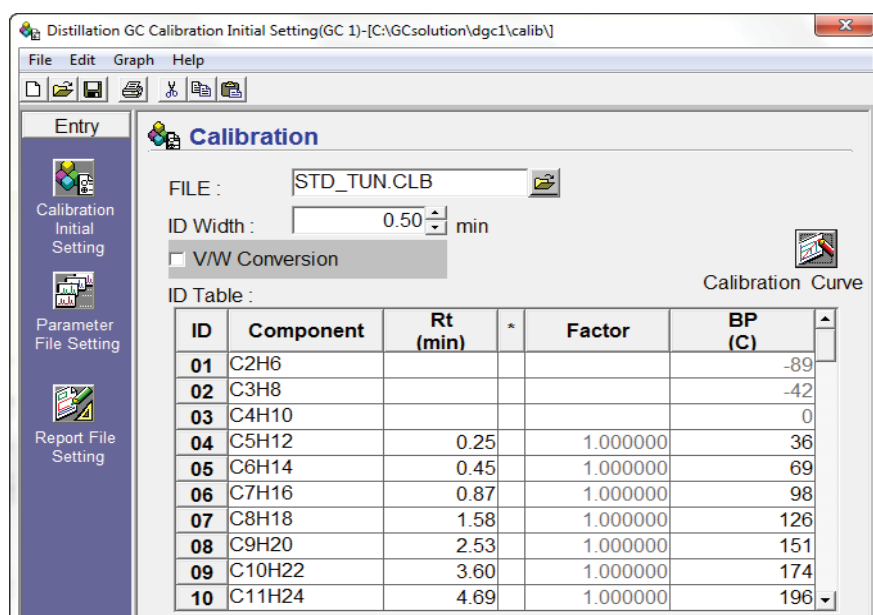 Distillation GC Calibration Initial Setting(GC 1)-[C:\GCsolution\dgc1\calib\]
File Edit Graph Help
Entry
Calibration
Initial
Setting
Parameter
File Setting
Report File
Setting
Calibration
FILE : STD_TUN.CLB
ID Width : 0.50 min
V/W Conversion
Calibration Curve
ID Table :
ID Component Rt (min) * Factor BP (C)
01 C2H6 -89
02 C3H8 -42
03 C4H10 0
04 C5H12 0.25 1.000000 36
05 C6H14 0.45 1.000000 69
06 C7H16 0.87 1.000000 98
07 C8H18 1.58 1.000000 126
08 C9H20 2.53 1.000000 151
09 C10H22 3.60 1.000000 174
10 C11H24 4.69 1.000000 196